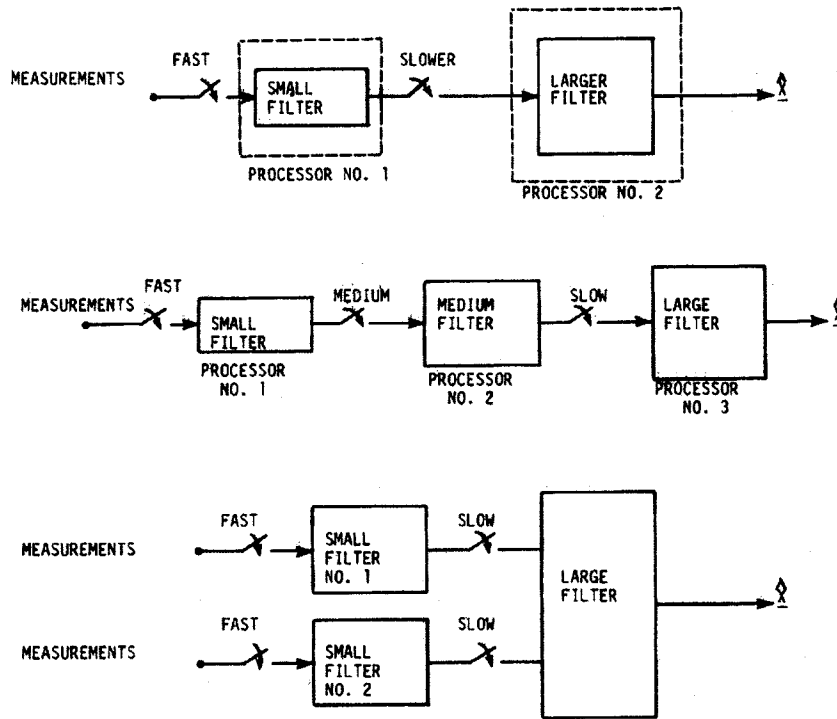 FAST
SLOWER
MEASUREMENTS
SMALL
FILTER
LARGER
FILTER
x̂
PROCESSOR NO. 1
PROCESSOR NO. 2
FAST
MEDIUM
SLOW
MEASUREMENTS
SMALL
FILTER
MEDIUM
FILTER
LARGE
FILTER
PROCESSOR
NO. 1
PROCESSOR
NO. 2
PROCESSOR
NO. 3
FAST
SLOW
MEASUREMENTS
SMALL
FILTER
NO. 1
LARGE
FILTER
x̂
FAST
SLOW
MEASUREMENTS
SMALL
FILTER
NO. 2